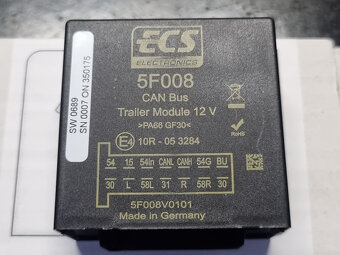 ECS
ELECTRONICS
5F008
CAN Bus
Trailer Module 12 V
>PA66 GF30<
E4 10R - 05 3284
54 15 54in CANL CANH 54G BU
30 L 58L 31 R 58R 30
5F008V0101
Made in Germany
RoHS
SW 0689
SN 0007 ON 350175